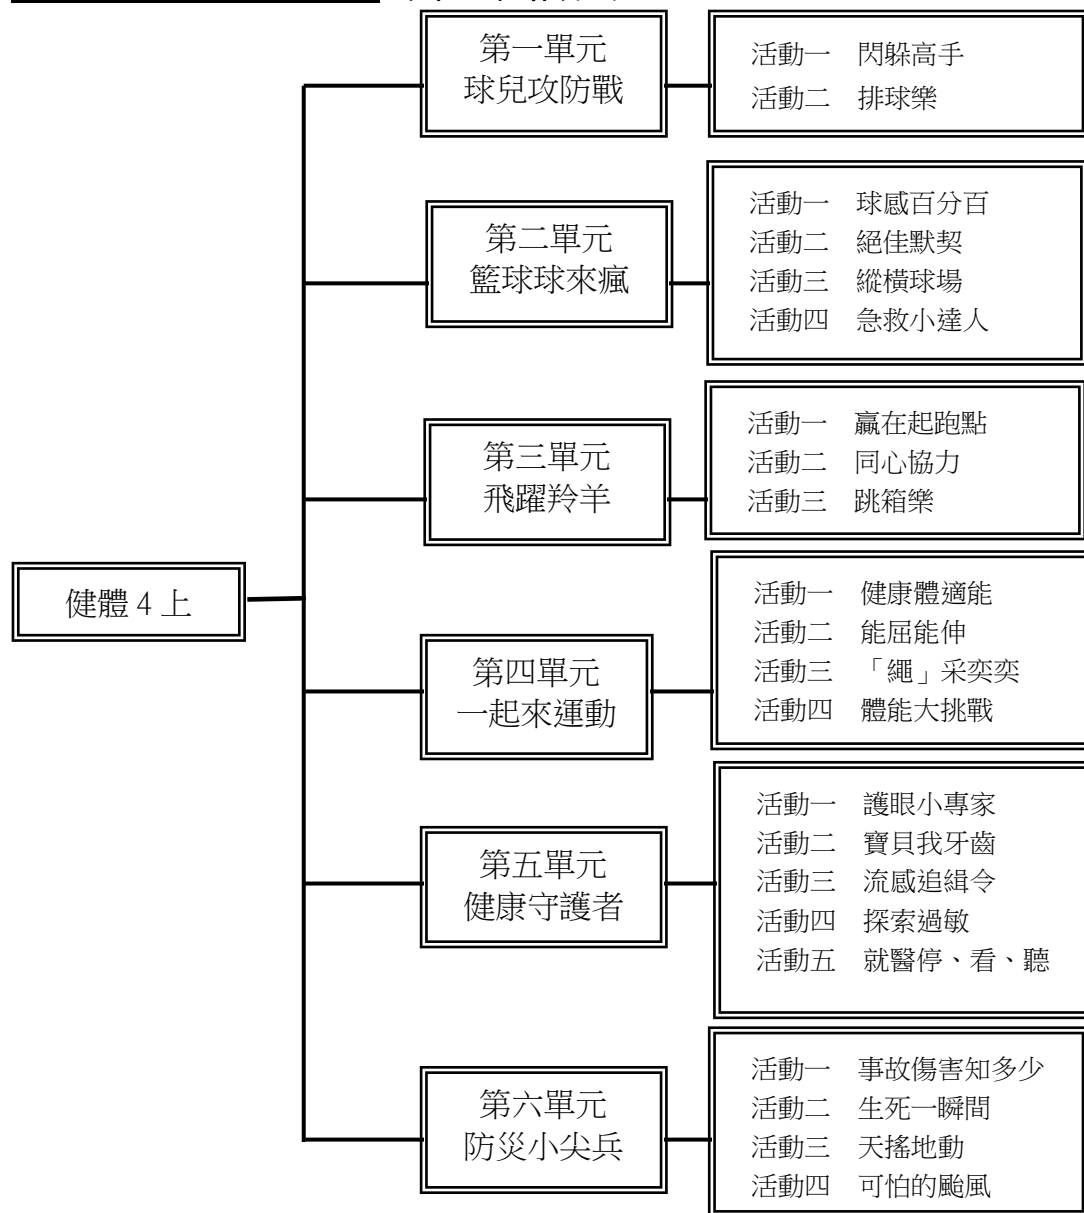 第一單元
球兒攻防戰
活動一　閃躲高手
活動二　排球樂
第二單元
籃球球來瘋
活動一　球感百分百
活動二　絕佳默契
活動三　縱橫球場
活動四　急救小達人
第三單元
飛躍羚羊
活動一　贏在起跑點
活動二　同心協力
活動三　跳箱樂
健體 4 上
第四單元
一起來運動
活動一　健康體適能
活動二　能屈能伸
活動三　「繩」采奕奕
活動四　體能大挑戰
第五單元
健康守護者
活動一　護眼小專家
活動二　寶貝我牙齒
活動三　流感追緝令
活動四　探索過敏
活動五　就醫停、看、聽
第六單元
防災小尖兵
活動一　事故傷害知多少
活動二　生死一瞬間
活動三　天搖地動
活動四　可怕的颱風